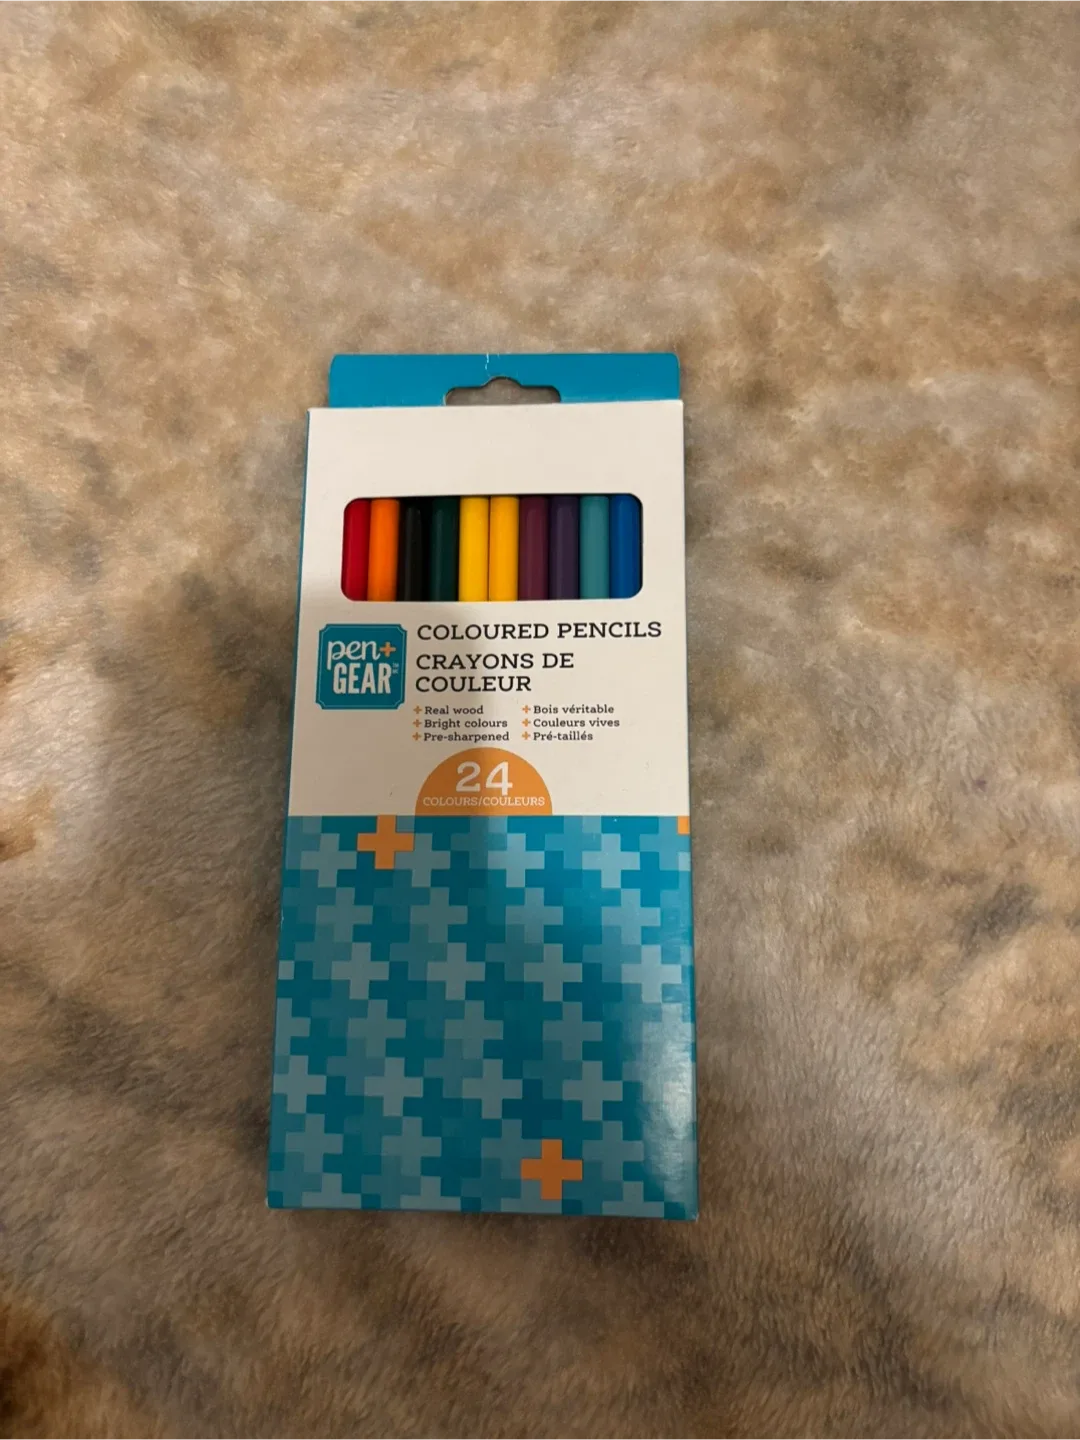 pen+
GEAR
COLOURED PENCILS
CRAYONS DE
COULEUR
+ Real wood
+ Bright colours
+ Pre-sharpened
+ Bois véritable
+ Couleurs vives
+ Pré-taillés
24
COLOURS/COULEURS